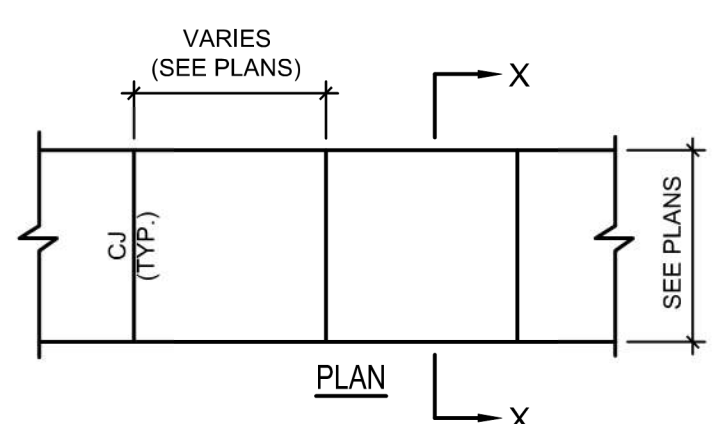 VARIES
(SEE PLANS)
X
CJ
(TYP.)
SEE PLANS
PLAN
X